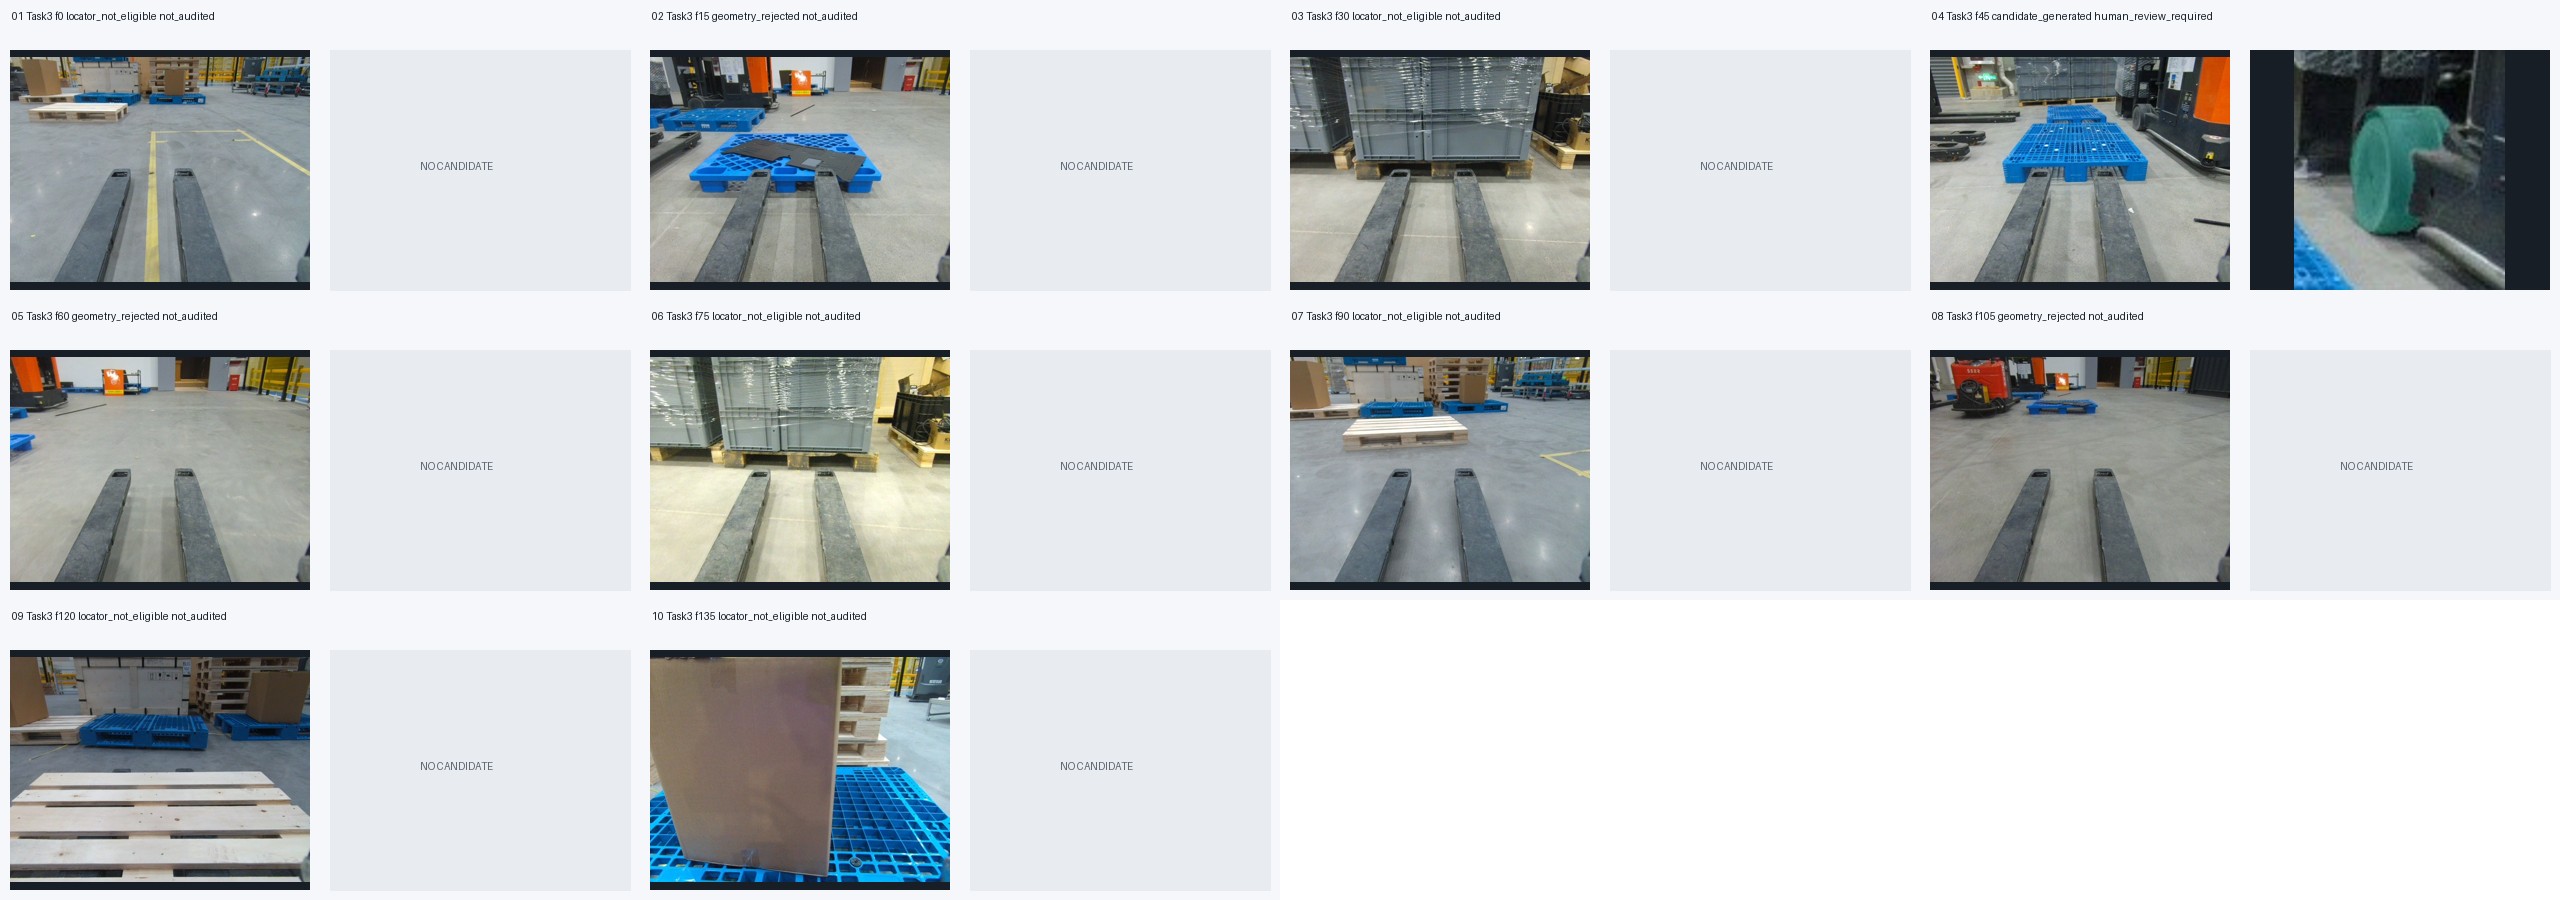 01 Task3 f0 locator_not_eligible not_audited
02 Task3 f15 geometry_rejected not_audited
03 Task3 f30 locator_not_eligible not_audited
04 Task3 f45 candidate_generated human_review_required
NO CANDIDATE
NO CANDIDATE
NO CANDIDATE
05 Task3 f60 geometry_rejected not_audited
06 Task3 f75 locator_not_eligible not_audited
07 Task3 f90 locator_not_eligible not_audited
08 Task3 f105 geometry_rejected not_audited
NO CANDIDATE
NO CANDIDATE
NO CANDIDATE
NO CANDIDATE
09 Task3 f120 locator_not_eligible not_audited
10 Task3 f135 locator_not_eligible not_audited
NO CANDIDATE
NO CANDIDATE